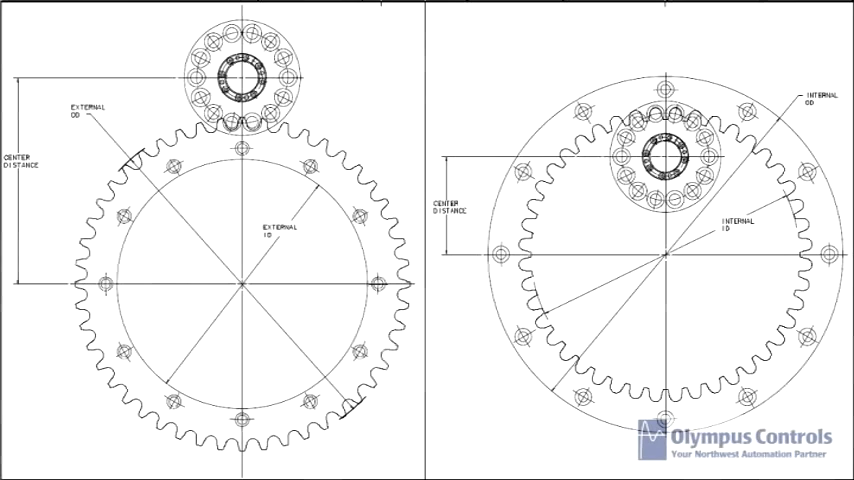 EXTERNAL
OD
CENTER
DISTANCE
EXTERNAL
ID
INTERNAL
OD
CENTER
DISTANCE
INTERNAL
ID
Olympus Controls
Your Northwest Automation Partner